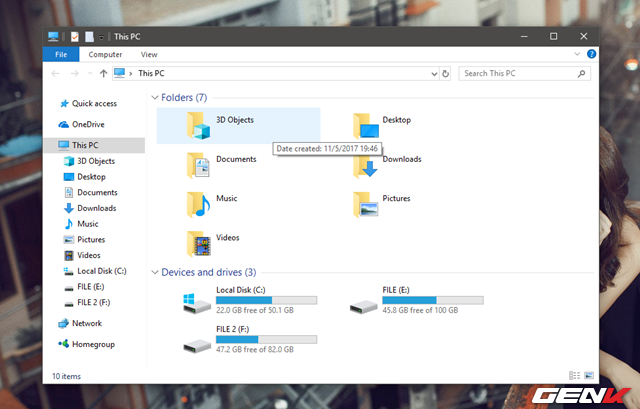 This PC
File Computer View
This PC Search This PC
Quick access
OneDrive
This PC
3D Objects
Desktop
Documents
Downloads
Music
Pictures
Videos
Local Disk (C:)
FILE (E:)
FILE 2 (F:)
Network
Homegroup
Folders (7)
3D Objects
Desktop
Date created: 11/5/2017 19:46
Documents
Downloads
Music
Pictures
Videos
Devices and drives (3)
Local Disk (C:)
22.0 GB free of 50.1 GB
FILE (E:)
45.8 GB free of 100 GB
FILE 2 (F:)
47.2 GB free of 82.0 GB
10 items
GENK